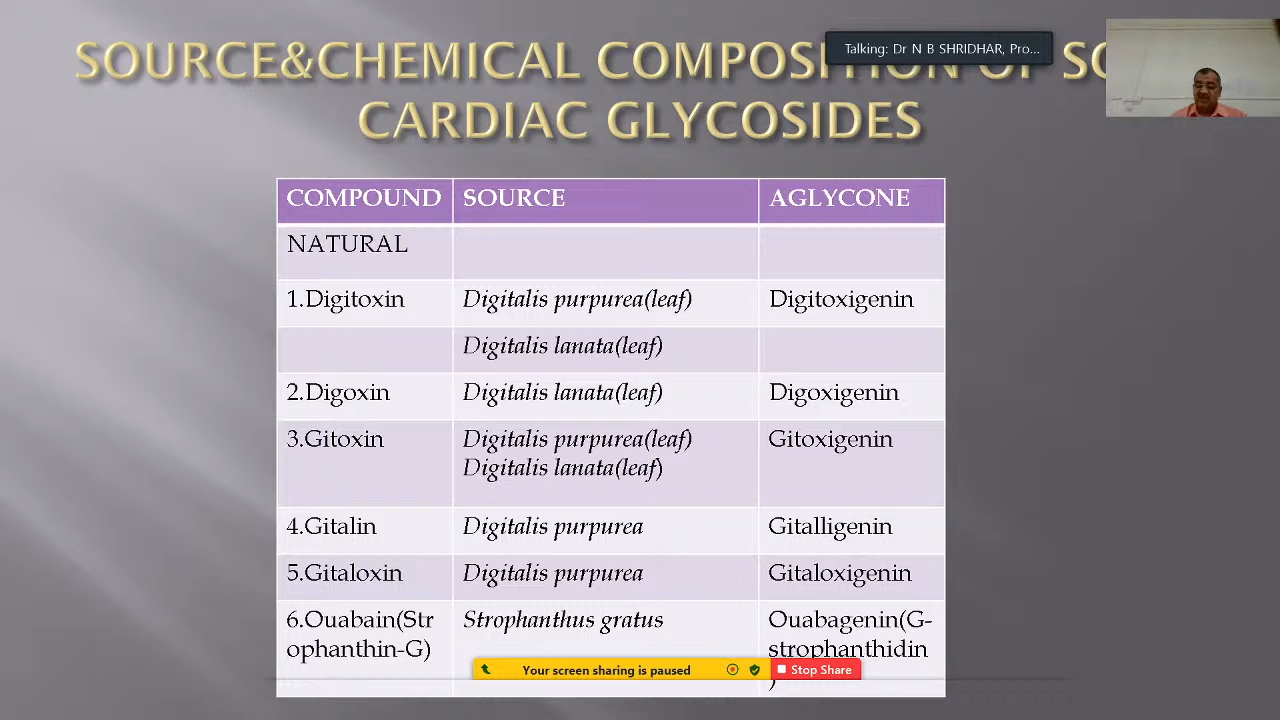 Talking: Dr N B SHRIDHAR, Pro...
SOURCE&CHEMICAL COMPOSITION OF
CARDIAC GLYCOSIDES
COMPOUND SOURCE AGLYCONE
NATURAL
1.Digitoxin Digitalis purpurea(leaf) Digitoxigenin
Digitalis lanata(leaf)
2.Digoxin Digitalis lanata(leaf) Digoxigenin
3.Gitoxin Digitalis purpurea(leaf) Gitoxigenin
Digitalis lanata(leaf)
4.Gitalin Digitalis purpurea Gitalligenin
5.Gitaloxin Digitalis purpurea Gitaloxigenin
6.Ouabain(Str Strophanthus gratus Ouabagenin(G-
ophanthin-G) strophanthidin
)
Your screen sharing is paused Stop Share